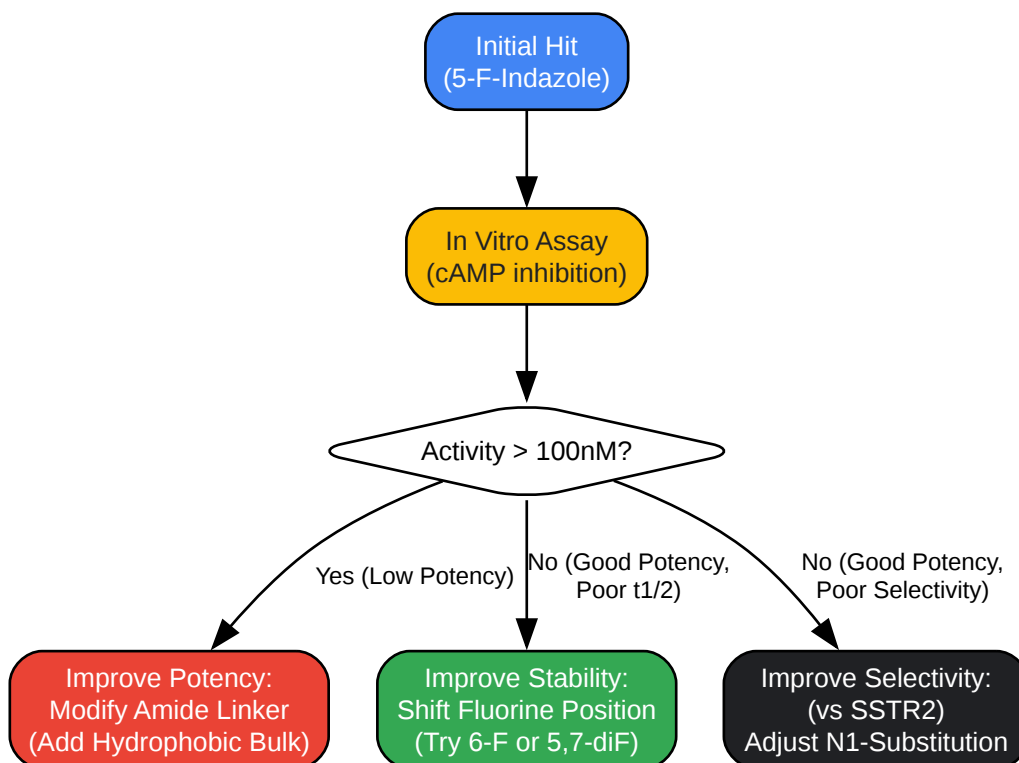 Initial Hit
(5-F-Indazole)
In Vitro Assay
(cAMP inhibition)
Activity > 100nM?
Yes (Low Potency)
No (Good Potency,
Poor t1/2)
No (Good Potency,
Poor Selectivity)
Improve Potency:
Modify Amide Linker
(Add Hydrophobic Bulk)
Improve Stability:
Shift Fluorine Position
(Try 6-F or 5,7-diF)
Improve Selectivity:
(vs SSTR2)
Adjust N1-Substitution